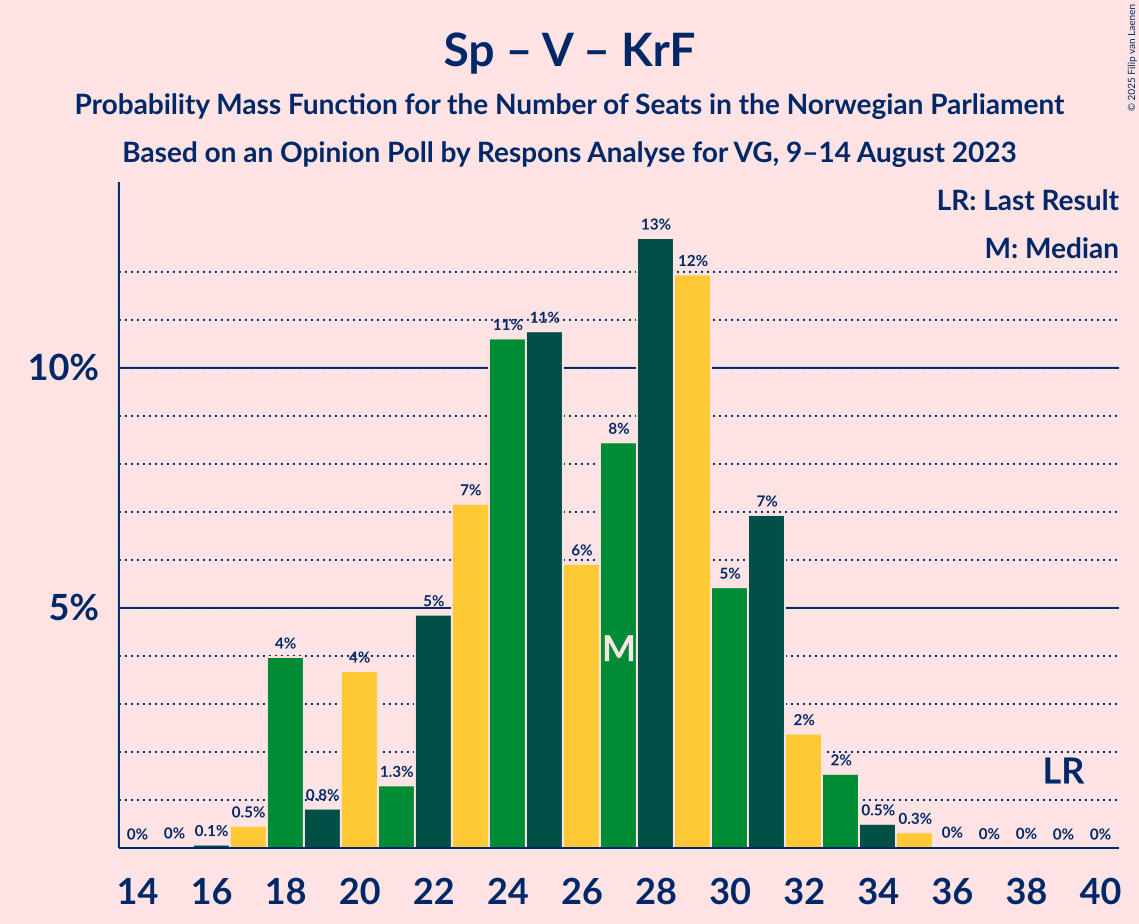 © 2025 Filip van Laenen
Sp – V – KrF
Probability Mass Function for the Number of Seats in the Norwegian Parliament
Based on an Opinion Poll by Respons Analyse for VG, 9–14 August 2023
LR: Last Result
M: Median
10%
5%
0% 0% 0.1% 0.5% 4% 0.8% 4% 1.3% 5% 7% 11% 11% 6% 8% 13% 12% 5% 7% 2% 2% 0.5% 0.3% 0% 0% 0% 0% 0%
M
LR
14 16 18 20 22 24 26 28 30 32 34 36 38 40